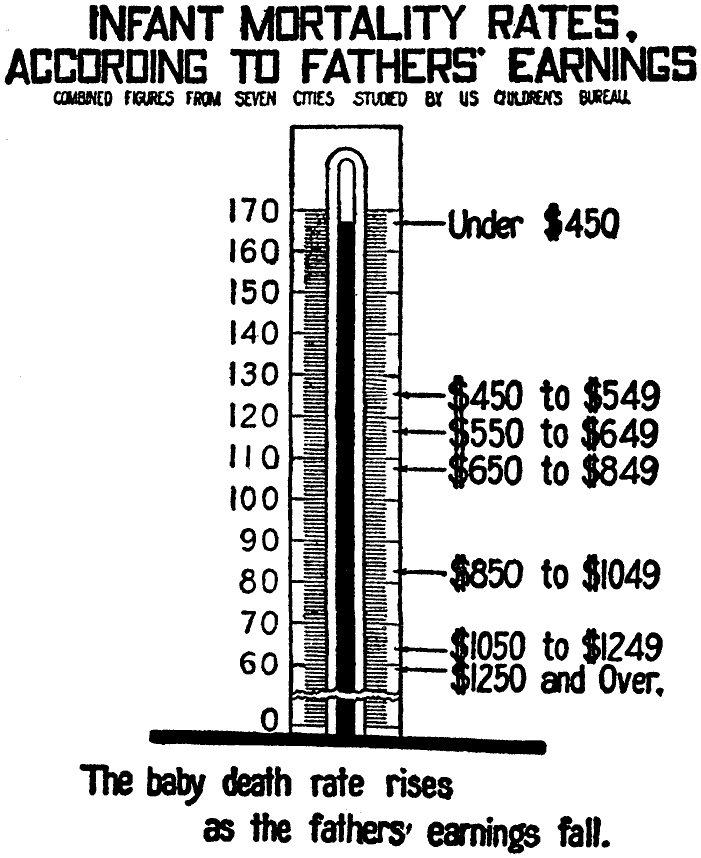 INFANT MORTALITY RATES,
ACCORDING TO FATHERS' EARNINGS
COMBINED FIGURES FROM SEVEN CITIES STUDIED BY US CHILDREN'S BUREAU
170
Under $450
160
150
140
130
$450 to $549
120
$550 to $649
110
$650 to $849
100
90
$850 to $1049
80
70
$1050 to $1249
60
$1250 and Over.
0
The baby death rate rises
as the fathers' earnings fall.